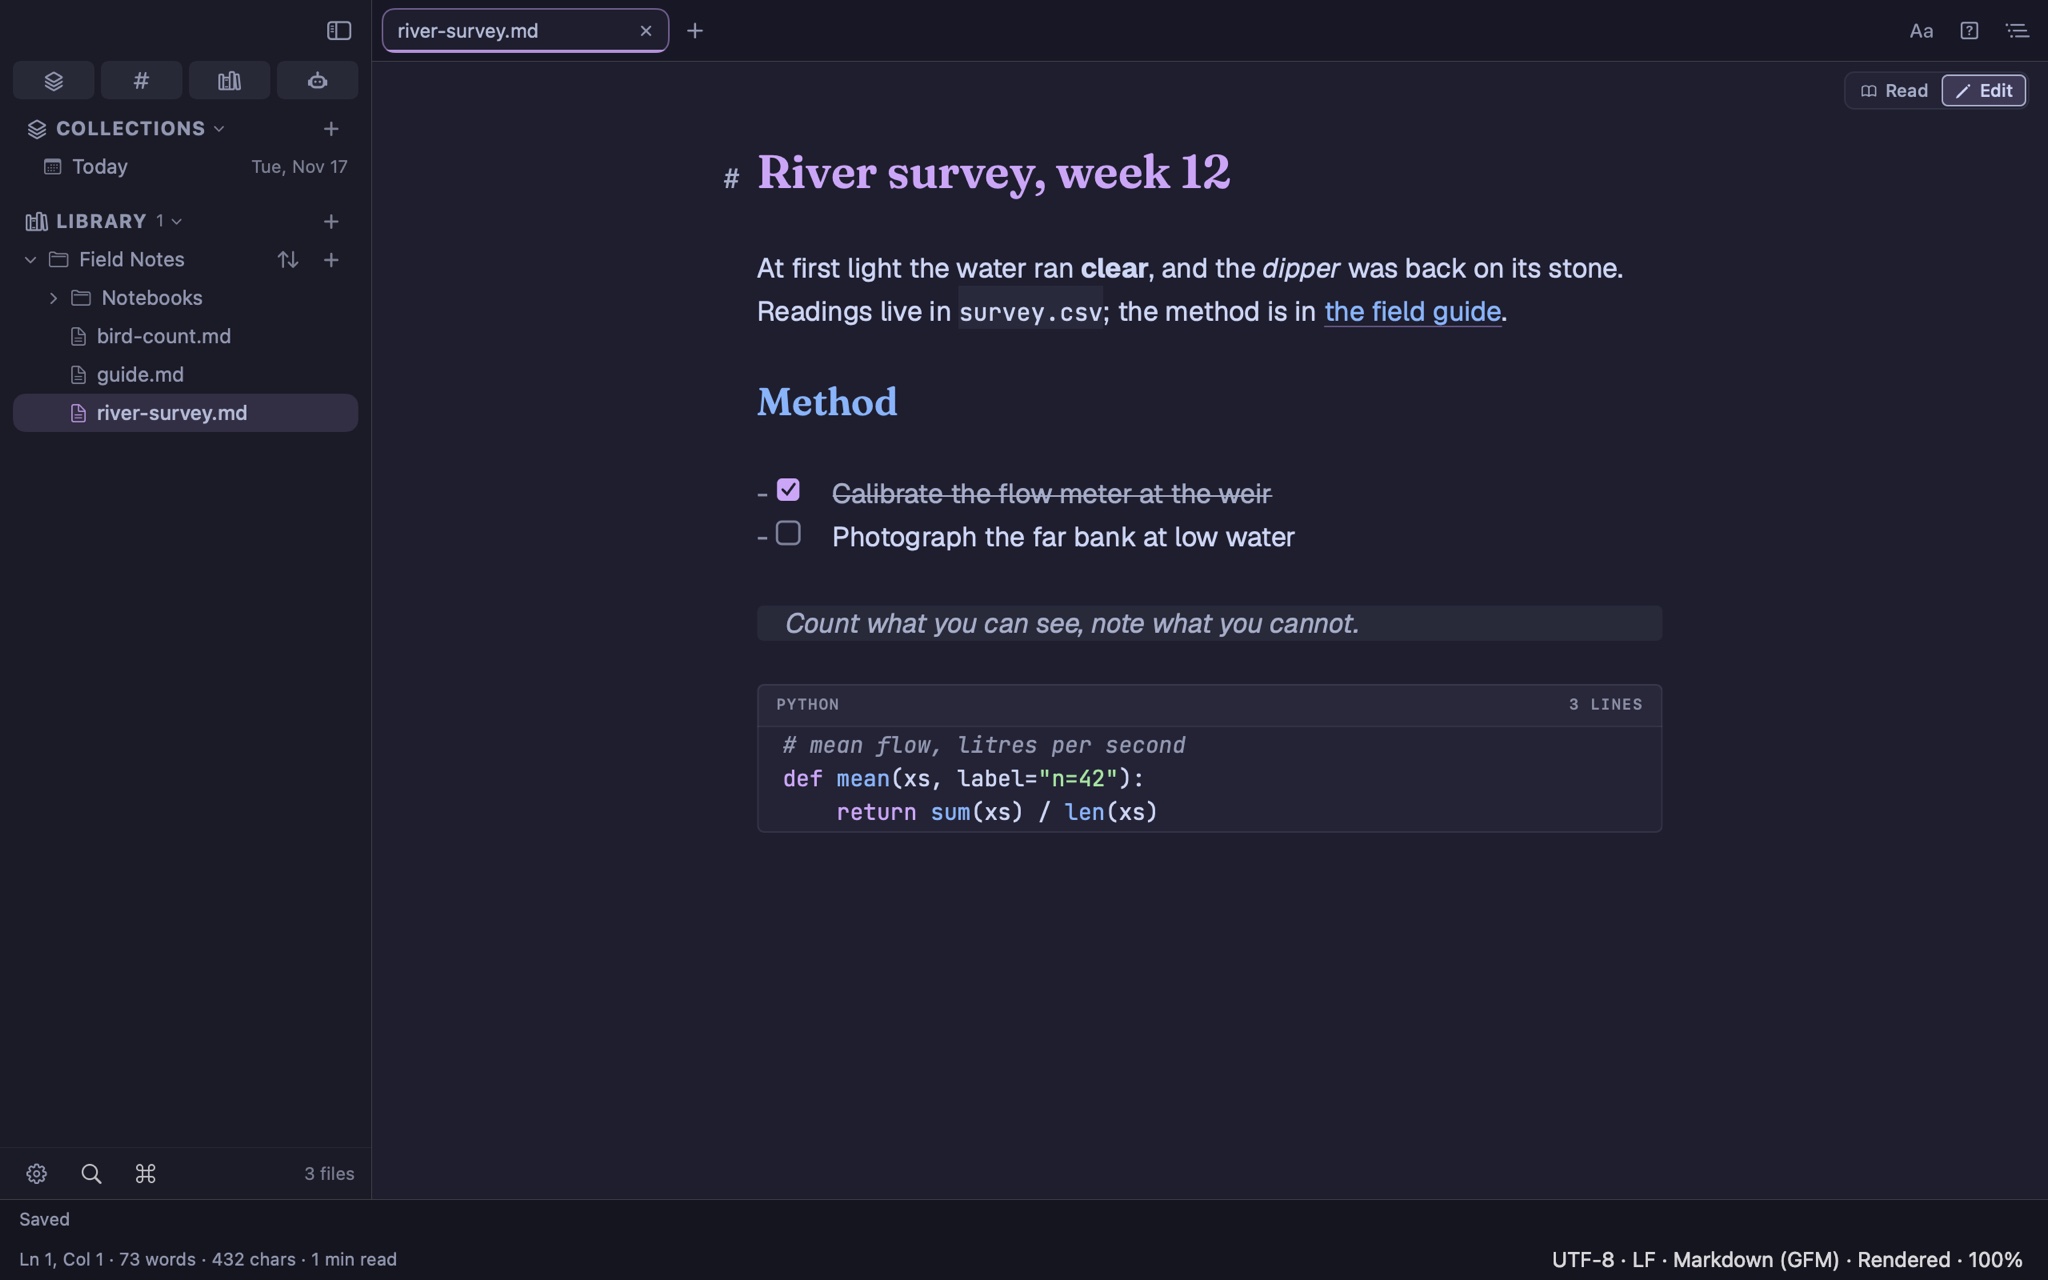 river-survey.md
Aa
Read
Edit
COLLECTIONS
Today
Tue, Nov 17
LIBRARY 1
Field Notes
Notebooks
bird-count.md
guide.md
river-survey.md
# River survey, week 12
At first light the water ran clear, and the dipper was back on its stone.
Readings live in survey.csv; the method is in the field guide.
Method
- Calibrate the flow meter at the weir
- Photograph the far bank at low water
Count what you can see, note what you cannot.
PYTHON
3 LINES
# mean flow, litres per second
def mean(xs, label="n=42"):
    return sum(xs) / len(xs)
3 files
Saved
Ln 1, Col 1 · 73 words · 432 chars · 1 min read
UTF-8 · LF · Markdown (GFM) · Rendered · 100%